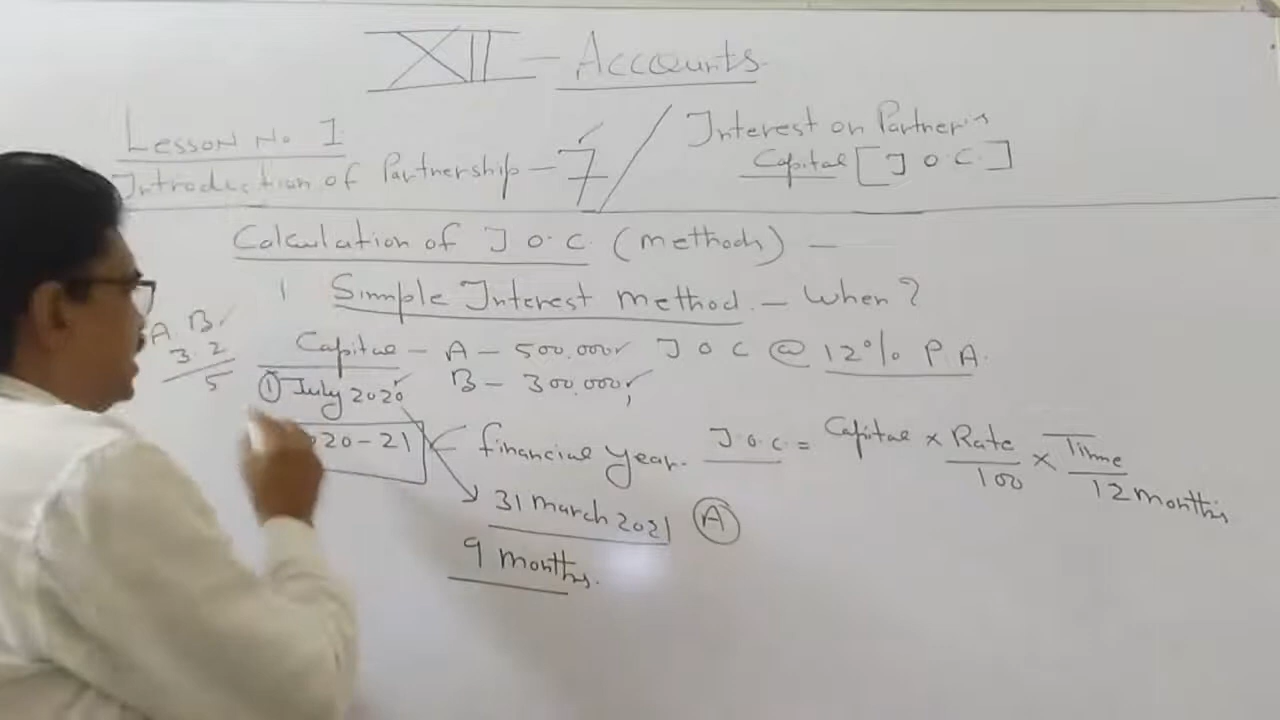 XII - Accounts
Lesson No. 1
Introduction of Partnership - 7 / Interest on Partner's
Capital [I O C.]
Calculation of I O. C. (methods) -
1 Simple Interest method. - When?
A B
3. 2
5
Capital - A - 500,000 I O C @ 12% P.A.
① July 2020 B - 300,000,
020-21 financial year. I.O.C. = Capital × Rate/100 × Time/12 months
31 March 2021 Ⓐ
9 months.